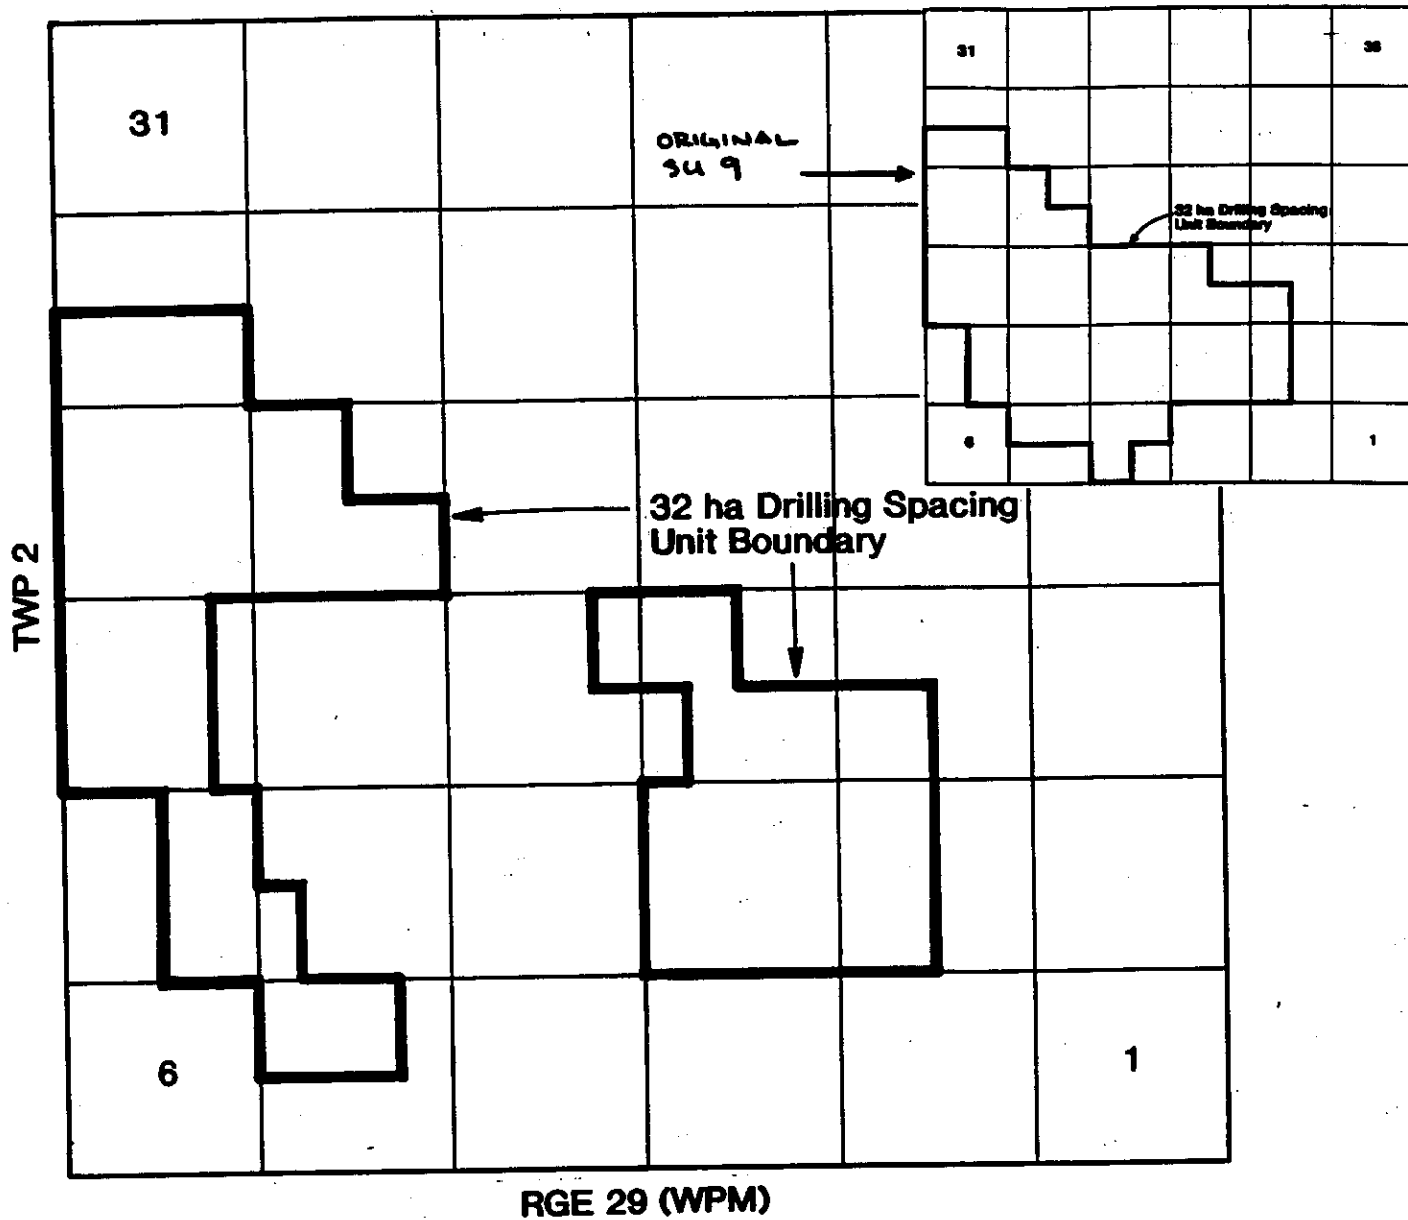 31
36
31
ORIGINAL
SU 9
32 ha Drilling Spacing
Unit Boundary
6
1
32 ha Drilling Spacing
Unit Boundary
TWP 2
6
1
RGE 29 (WPM)